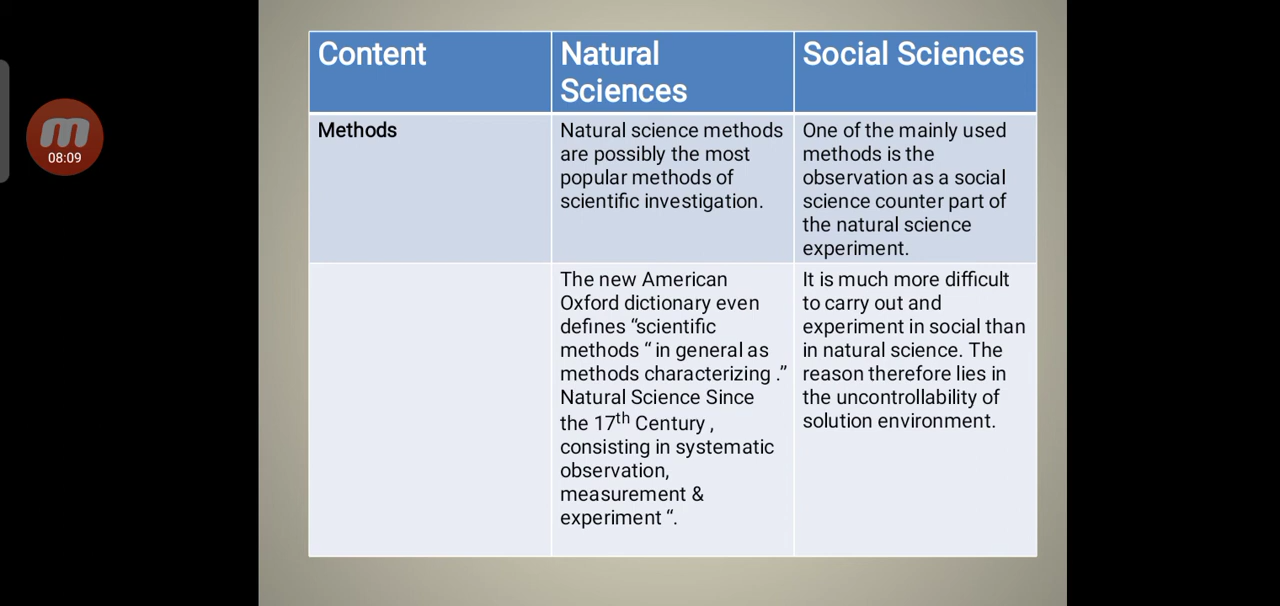 Content
Natural
Sciences
Social Sciences
Methods
Natural science methods
are possibly the most
popular methods of
scientific investigation.
One of the mainly used
methods is the
observation as a social
science counter part of
the natural science
experiment.
The new American
Oxford dictionary even
defines “scientific
methods “ in general as
methods characterizing .”
Natural Science Since
the 17th Century ,
consisting in systematic
observation,
measurement &
experiment “.
It is much more difficult
to carry out and
experiment in social than
in natural science. The
reason therefore lies in
the uncontrollability of
solution environment.
08:09